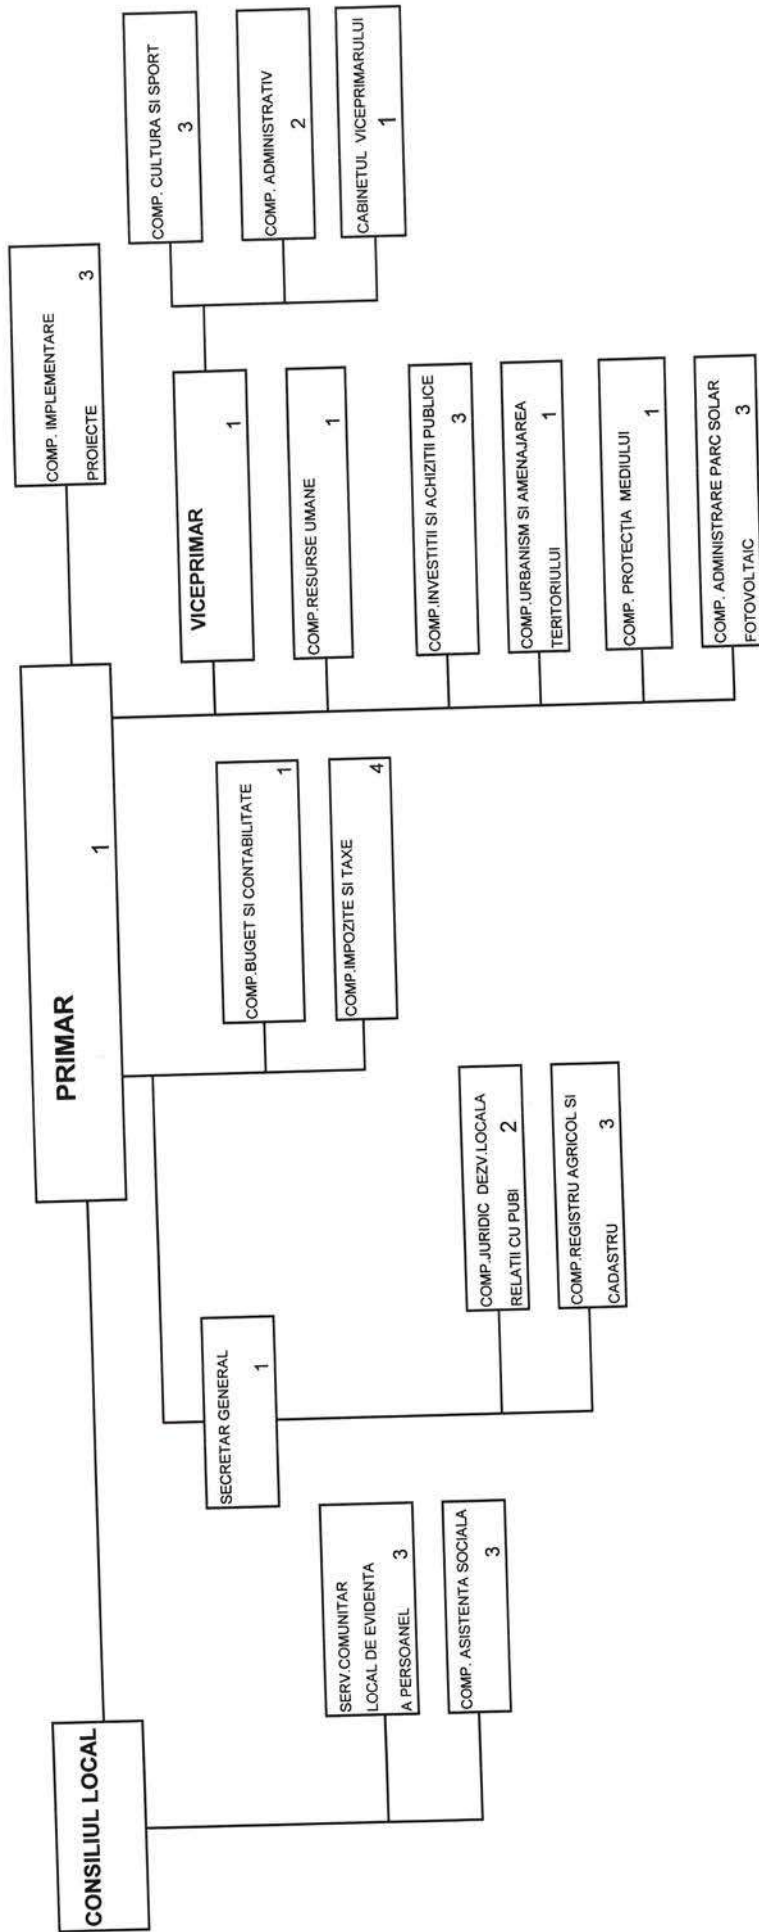 CONSILIUL LOCAL
PRIMAR
1
COMP. IMPLEMENTARE
PROIECTE
3
SERV.COMUNITAR
LOCAL DE EVIDENTA
A PERSOANEL
3
COMP. ASISTENTA SOCIALA
3
SECRETAR GENERAL
1
COMP.JURIDIC DEZV.LOCALA
RELATII CU PUBl
2
COMP.REGISTRU AGRICOL SI
CADASTRU
3
COMP.BUGET SI CONTABILITATE
1
COMP.IMPOZITE SI TAXE
4
VICEPRIMAR
1
COMP.RESURSE UMANE
1
COMP.INVESTITII SI ACHIZITII PUBLICE
3
COMP.URBANISM SI AMENAJAREA
TERITORIULUI
1
COMP. PROTECȚIA MEDIULUI
1
COMP. ADMINISTRARE PARC SOLAR
FOTOVOLTAIC
3
COMP. CULTURA SI SPORT
3
COMP. ADMINISTRATIV
2
CABINETUL VICEPRIMARULUI
1